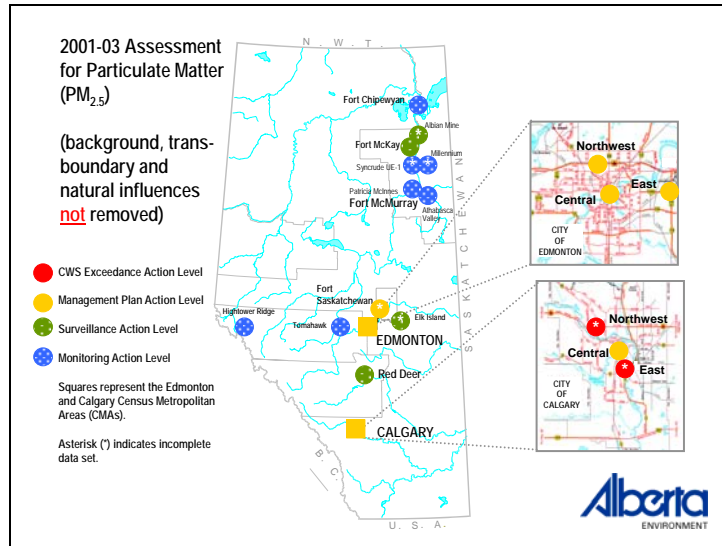 2001-03 Assessment
for Particulate Matter
(PM2.5)
(background, trans-
boundary and
natural influences
not removed)
CWS Exceedance Action Level
Management Plan Action Level
Surveillance Action Level
Monitoring Action Level
Squares represent the Edmonton
and Calgary Census Metropolitan
Areas (CMAs).
Asterisk (*) indicates incomplete
data set.
N. W. T.
Fort Chipewyan
Albian Mine
*
Fort McKay
Millennium
Syncrude UE-1
* *
Patricia McInnes
Fort McMurray
Athabasca
Valley
SASKATCHEWAN
Fort
Saskatchewan
*
Hightower Ridge
Tomahawk
Elk Island
*
EDMONTON
Red Deer
CALGARY
B. C.
U. S. A.
Northwest
East
Central
CITY
OF
EDMONTON
*
Northwest
Central
*
East
CITY
OF
CALGARY
Alberta
ENVIRONMENT